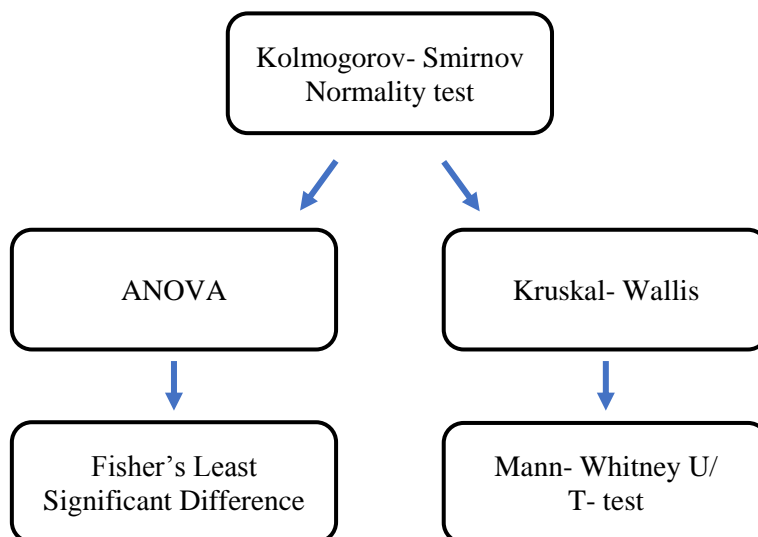 Kolmogorov- Smirnov
Normality test
ANOVA
Kruskal- Wallis
Fisher’s Least
Significant Difference
Mann- Whitney U/
T- test